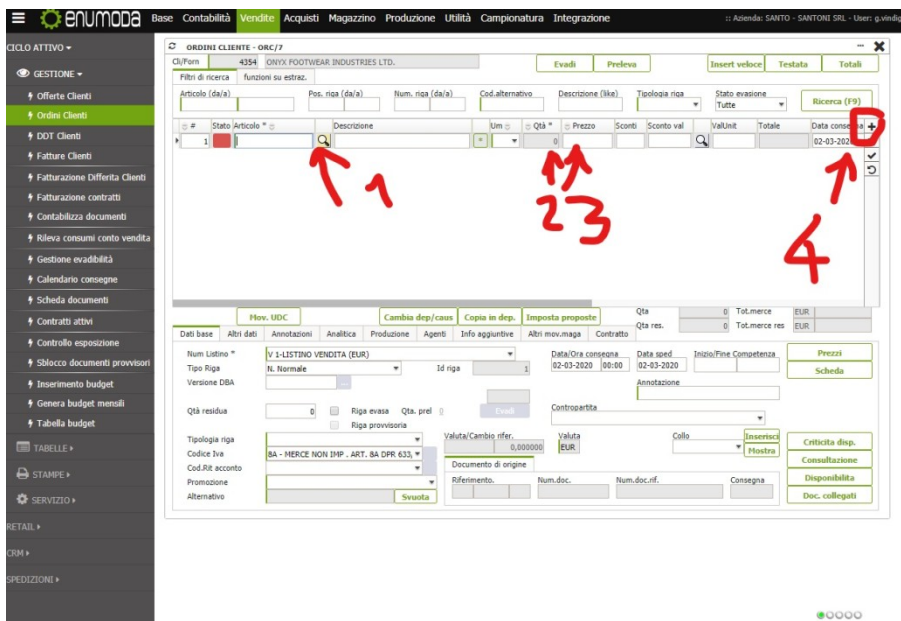 enumoda Base Contabilità Vendite Acquisti Magazzino Produzione Utilità Campionatura Integrazione :: Azienda: SANTO - SANTONI SRL - User: g.vindig
CICLO ATTIVO
GESTIONE
Offerte Clienti
Ordini Clienti
DDT Clienti
Fatture Clienti
Fatturazione Differita Clienti
Fatturazione contratti
Contabilizza documenti
Rileva consumi conto vendita
Gestione evadibilità
Calendario consegne
Scheda documenti
Contratti attivi
Controllo esposizione
Sblocco documenti provvisori
Inserimento budget
Genera budget mensili
Tabella budget
TABELLE
STAMPE
SERVIZIO
RETAIL
CRM
SPEDIZIONI
ORDINI CLIENTE - ORC/7
Cli/Forn 4354 ONYX FOOTWEAR INDUSTRIES LTD. Evadi Preleva Insert veloce Testata Totali
Filtri di ricerca funzioni su estraz.
Articolo (da/a) Pos. riga (da/a) Num. riga (da/a) Cod.alternativo Descrizione (like) Tipologia riga Stato evasione
Tutte Ricerca (F9)
# Stato Articolo * Descrizione Um Qtà * Prezzo Sconti Sconto val ValUnit Totale Data consegna +
1 * 0 02-03-2020
1
2 3
4
Mov. UDC Cambia dep/caus Copia in dep. Imposta proposte Qta 0 Tot.merce EUR
Qta res. 0 Tot.merce res EUR
Dati base Altri dati Annotazioni Analitica Produzione Agenti Info aggiuntive Altri mov.maga Contratto
Num Listino * V 1-LISTINO VENDITA (EUR) Data/Ora consegna Data sped Inizio/Fine Competenza Prezzi
Tipo Riga N. Normale Id riga 1 02-03-2020 00:00 02-03-2020 Scheda
Versione DBA ... Annotazione
Qtà residua 0 Riga evasa Qta. prel 0 Evadi Contropartita
Riga provvisoria
Tipologia riga Valuta/Cambio rifer. Valuta Collo Inserisci Criticita disp.
Codice Iva 8A - MERCE NON IMP . ART. 8A DPR 633, 0,000000 EUR Mostra
Cod.Rit acconto Documento di origine Consultazione
Promozione Riferimento. Num.doc. Num.doc.rif. Consegna Disponibilita
Alternativo Svuota Doc. collegati